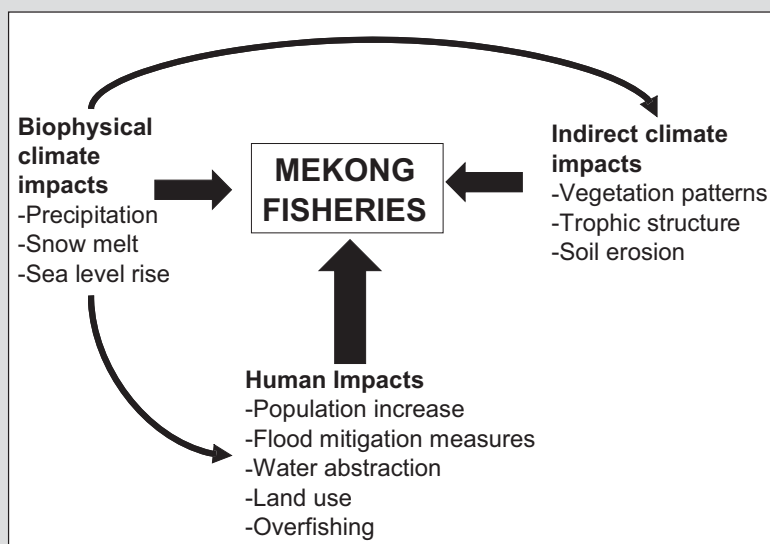 Biophysical
climate
impacts
-Precipitation
-Snow melt
-Sea level rise
MEKONG
FISHERIES
Indirect climate
impacts
-Vegetation patterns
-Trophic structure
-Soil erosion
Human Impacts
-Population increase
-Flood mitigation measures
-Water abstraction
-Land use
-Overfishing